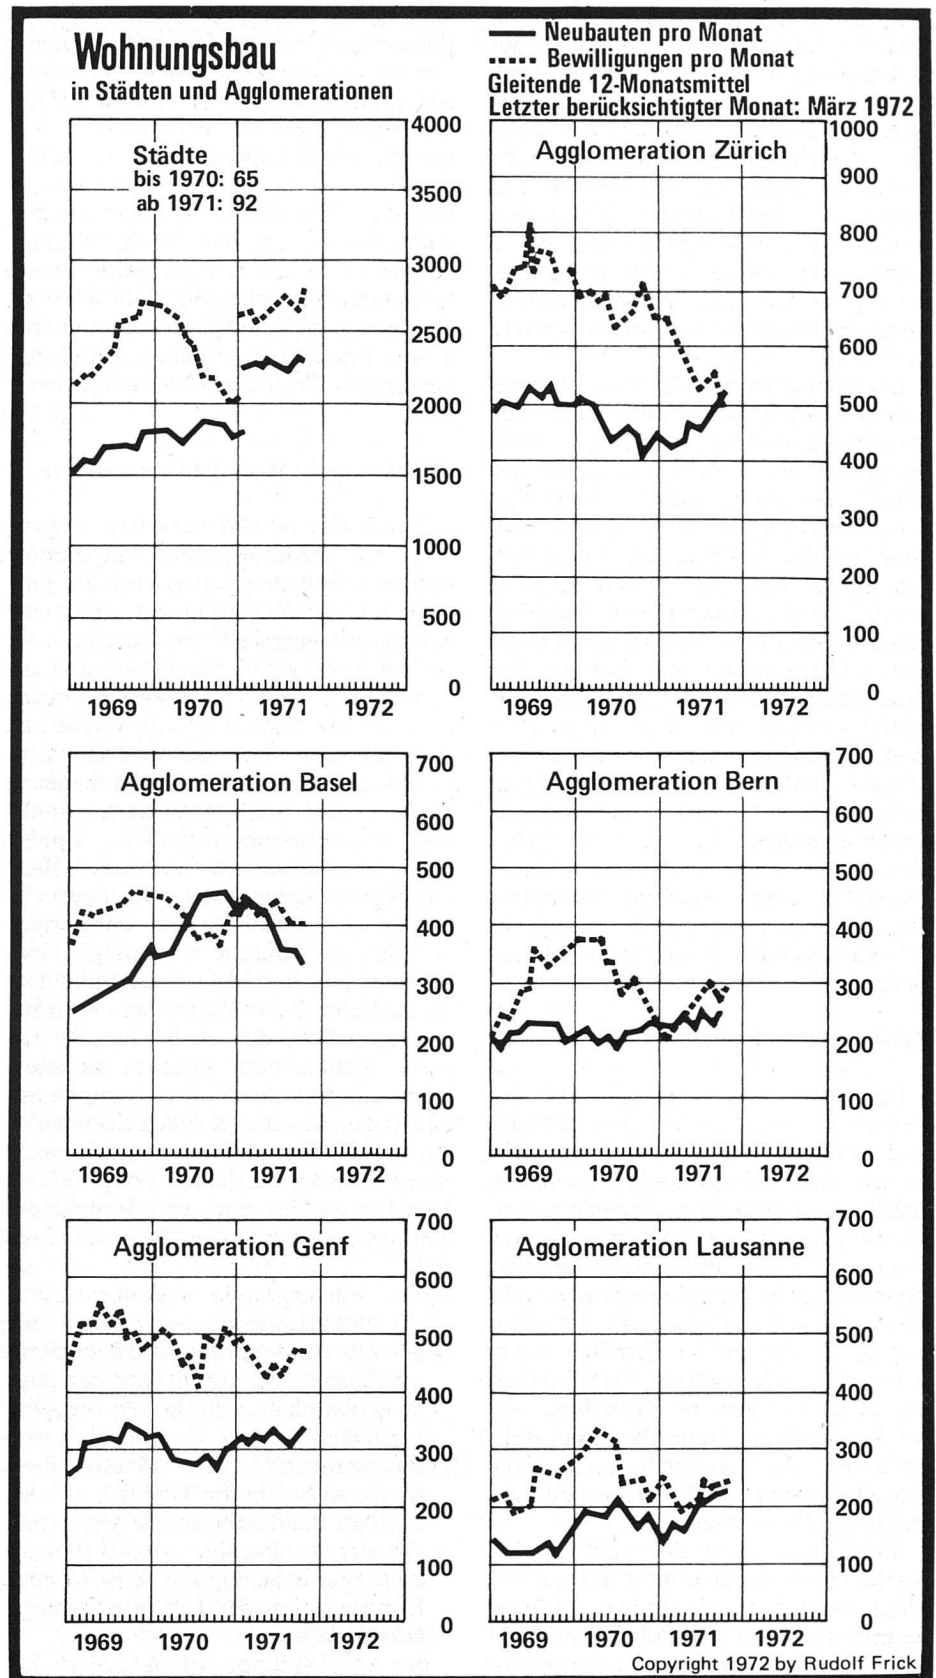 Wohnungsbau
in Städten und Agglomerationen
Neubauten pro Monat
Bewilligungen pro Monat
Gleitende 12-Monatsmittel
Letzter berücksichtigter Monat: März 1972
Städte
bis 1970: 65
ab 1971: 92
4000
3500
3000
2500
2000
1500
1000
500
0
1969 1970 1971 1972
Agglomeration Zürich
1000
900
800
700
600
500
400
300
200
100
0
1969 1970 1971 1972
Agglomeration Basel
700
600
500
400
300
200
100
0
1969 1970 1971 1972
Agglomeration Bern
700
600
500
400
300
200
100
0
1969 1970 1971 1972
Agglomeration Genf
700
600
500
400
300
200
100
0
1969 1970 1971 1972
Agglomeration Lausanne
700
600
500
400
300
200
100
0
1969 1970 1971 1972
Copyright 1972 by Rudolf Frick